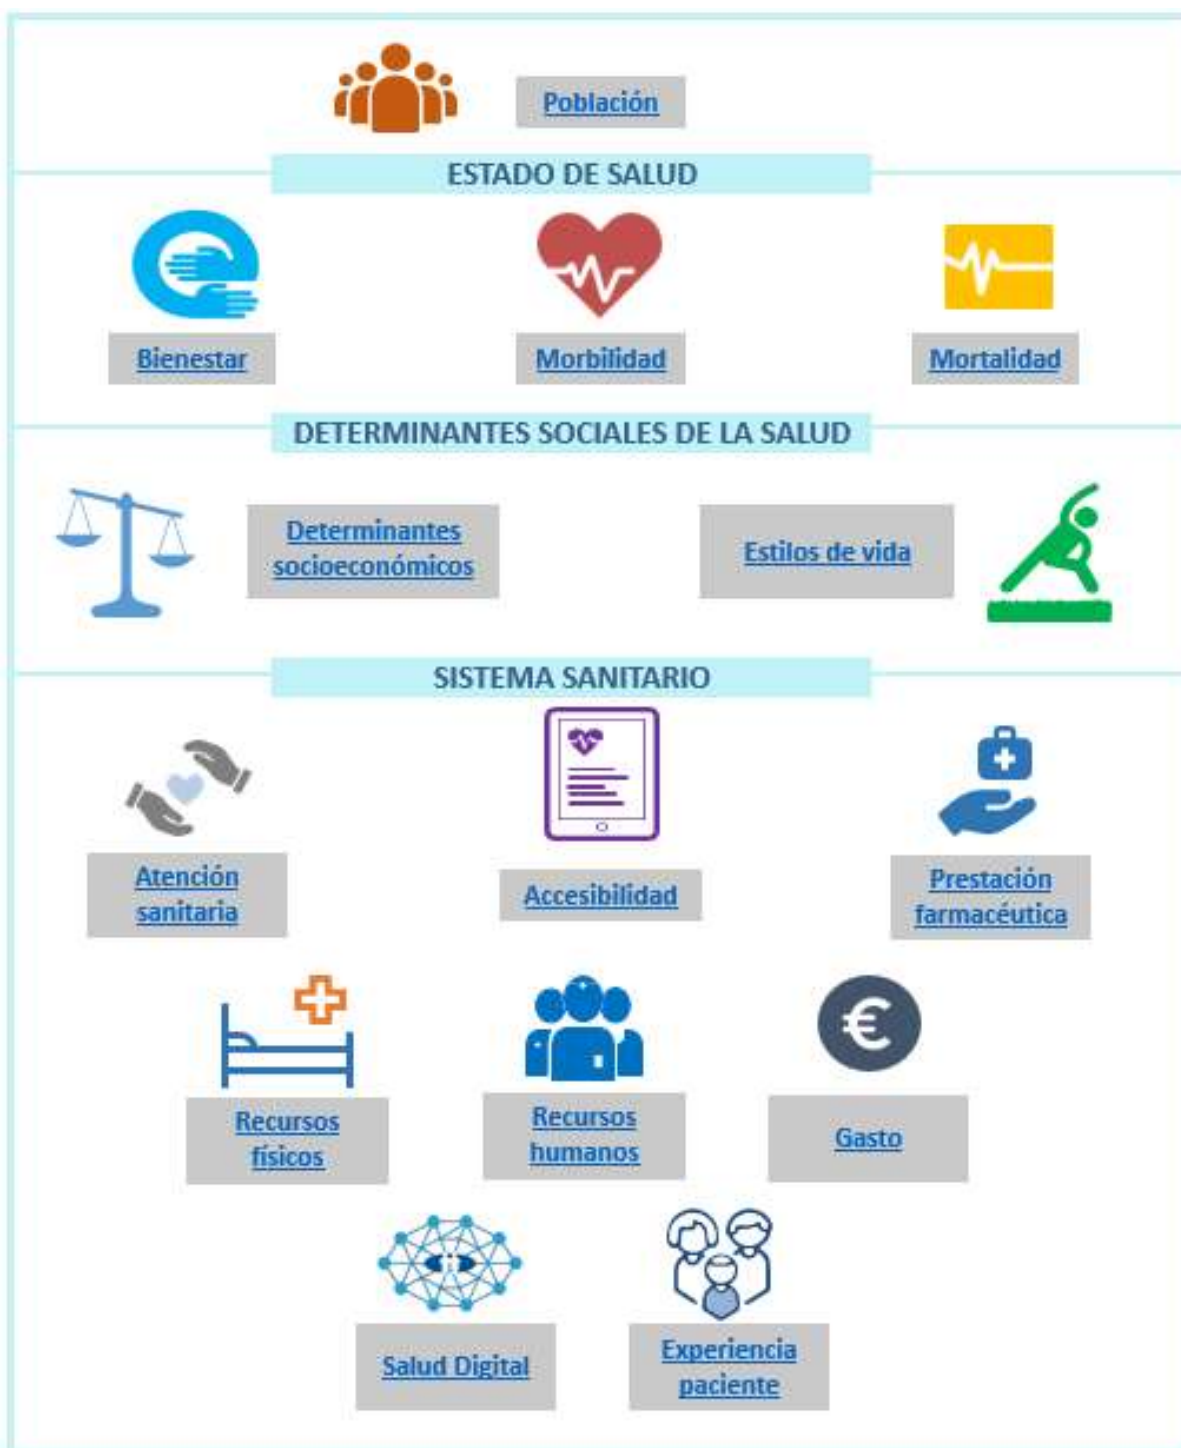 Población
ESTADO DE SALUD
Bienestar
Morbilidad
Mortalidad
DETERMINANTES SOCIALES DE LA SALUD
Determinantes
socioeconómicos
Estilos de vida
SISTEMA SANITARIO
Atención
sanitaria
Accesibilidad
Prestación
farmacéutica
Recursos
físicos
Recursos
humanos
€
Gasto
Salud Digital
Experiencia
paciente